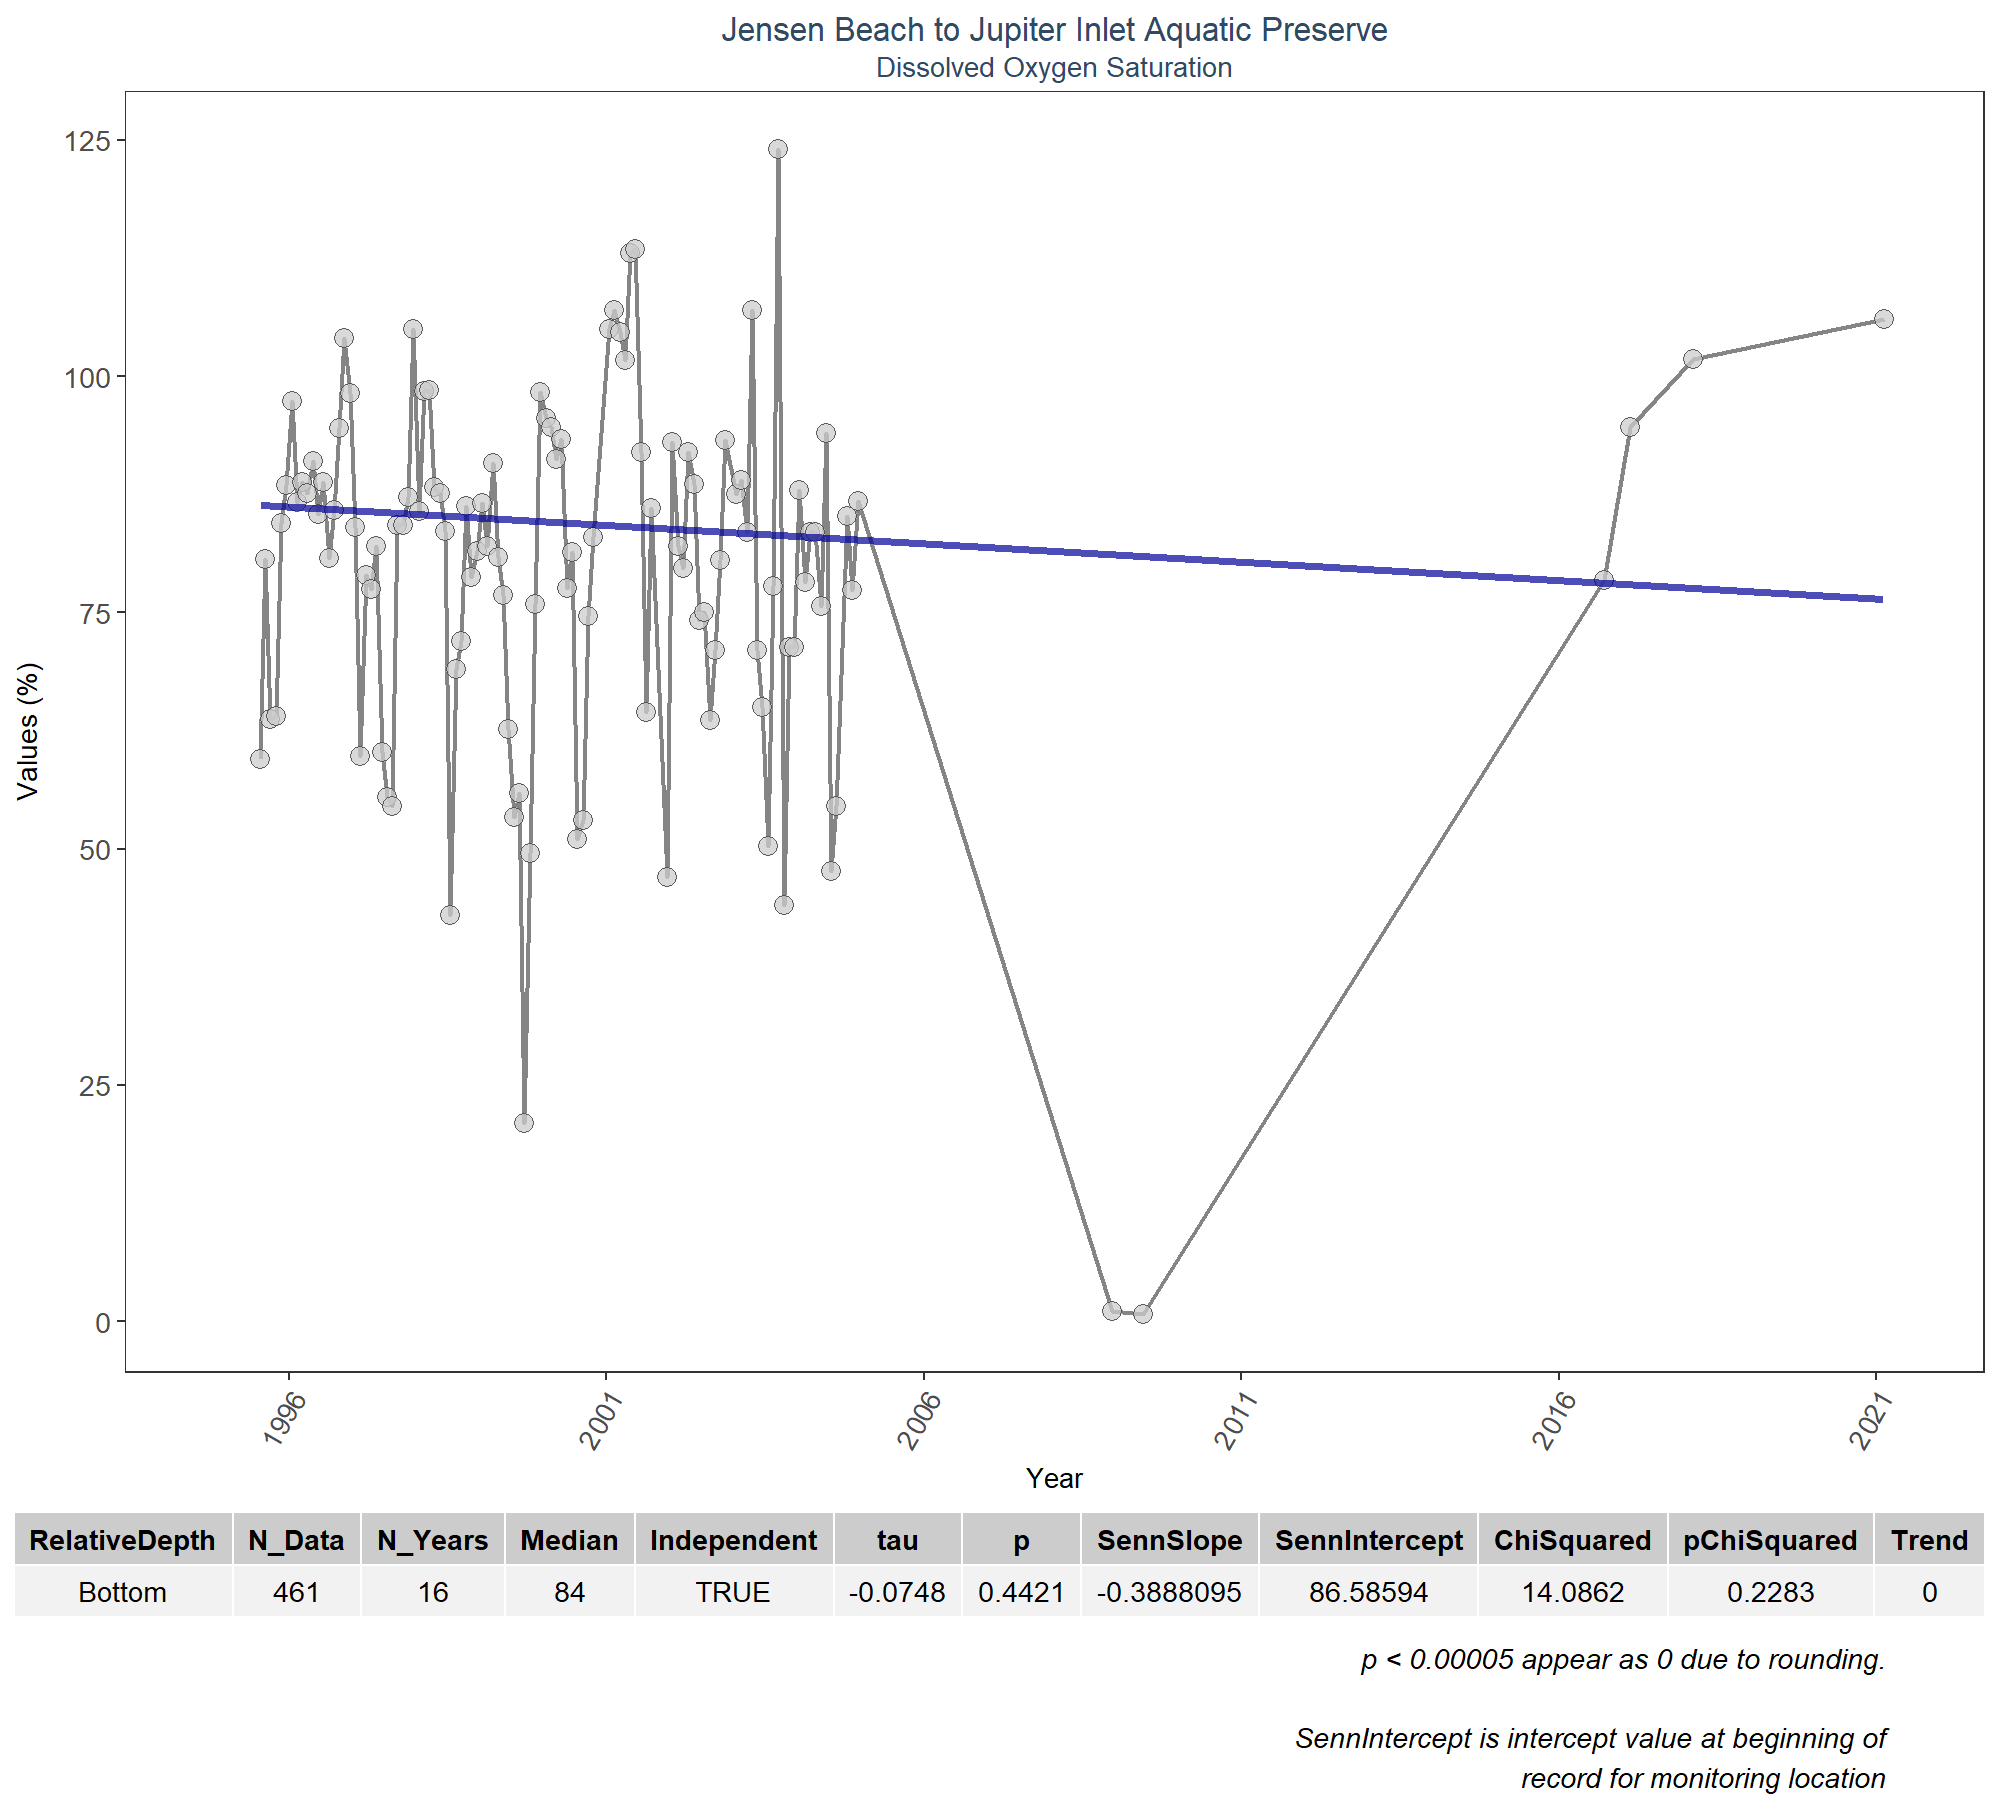 Jensen Beach to Jupiter Inlet Aquatic Preserve
Dissolved Oxygen Saturation
125
100
75
50
25
0
Values (%)
1996
2001
2006
2011
2016
2021
Year
RelativeDepth N_Data N_Years Median Independent tau p SennSlope SennIntercept ChiSquared pChiSquared Trend
Bottom 461 16 84 TRUE -0.0748 0.4421 -0.3888095 86.58594 14.0862 0.2283 0
p < 0.00005 appear as 0 due to rounding.
SennIntercept is intercept value at beginning of
record for monitoring location